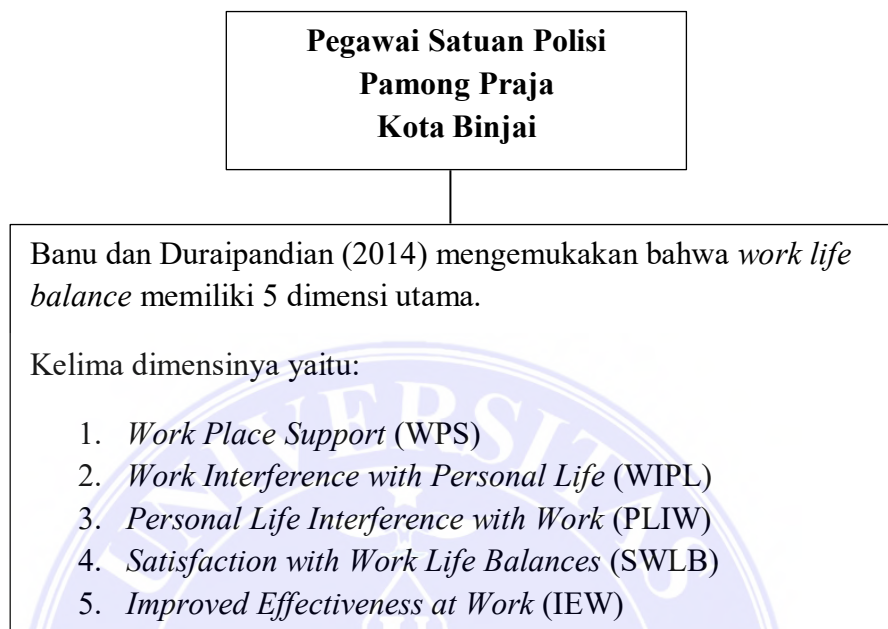 Pegawai Satuan Polisi
Pamong Praja
Kota Binjai
Banu dan Duraipandian (2014) mengemukakan bahwa work life
balance memiliki 5 dimensi utama.
Kelima dimensinya yaitu:
1. Work Place Support (WPS)
2. Work Interference with Personal Life (WIPL)
3. Personal Life Interference with Work (PLIW)
4. Satisfaction with Work Life Balances (SWLB)
5. Improved Effectiveness at Work (IEW)
UNIVERSITAS